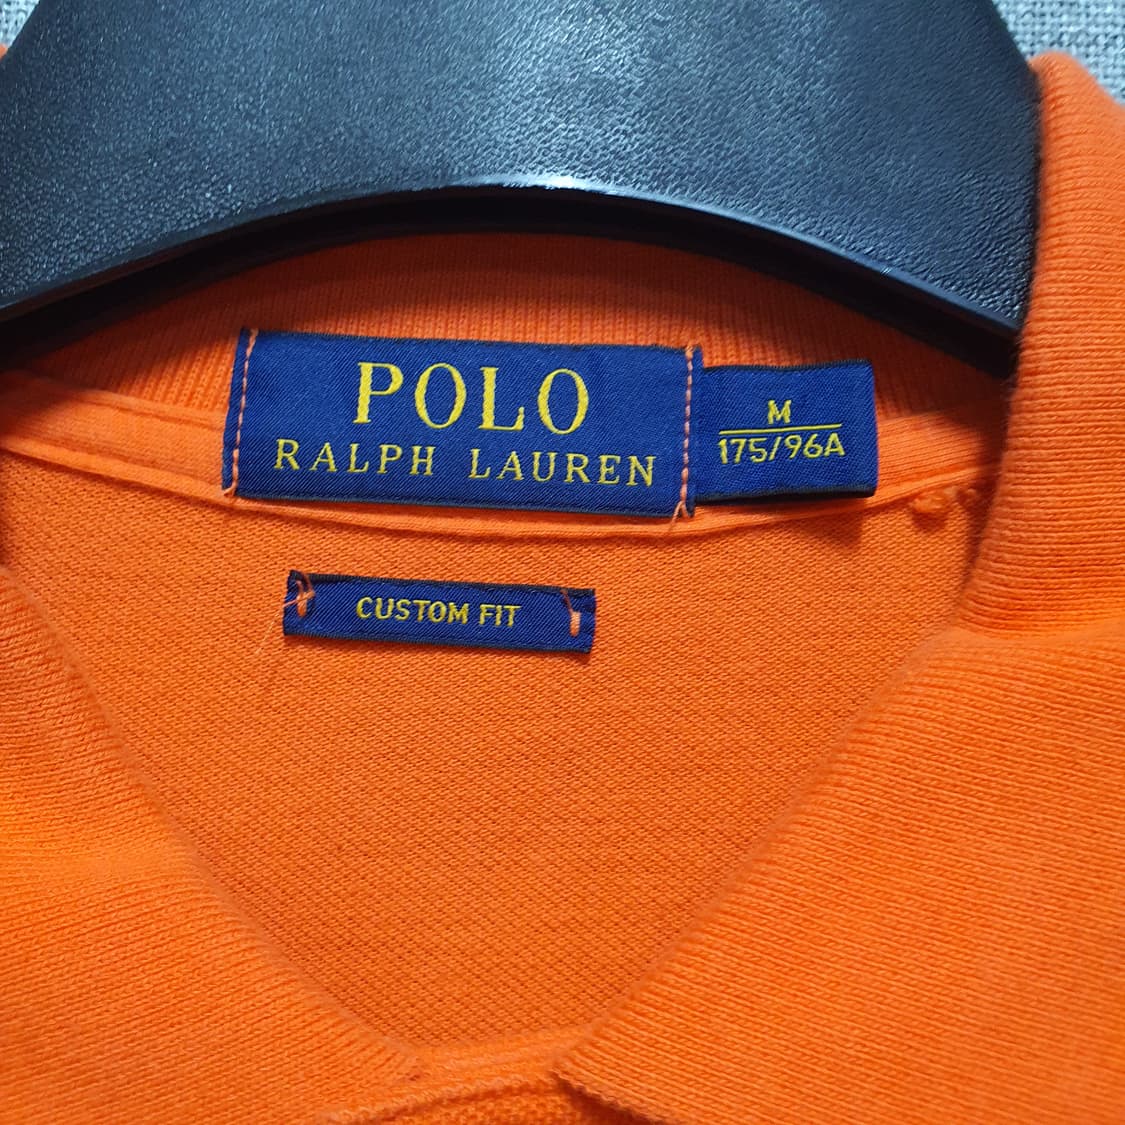 POLO
RALPH LAUREN
M
175/96A
CUSTOM FIT